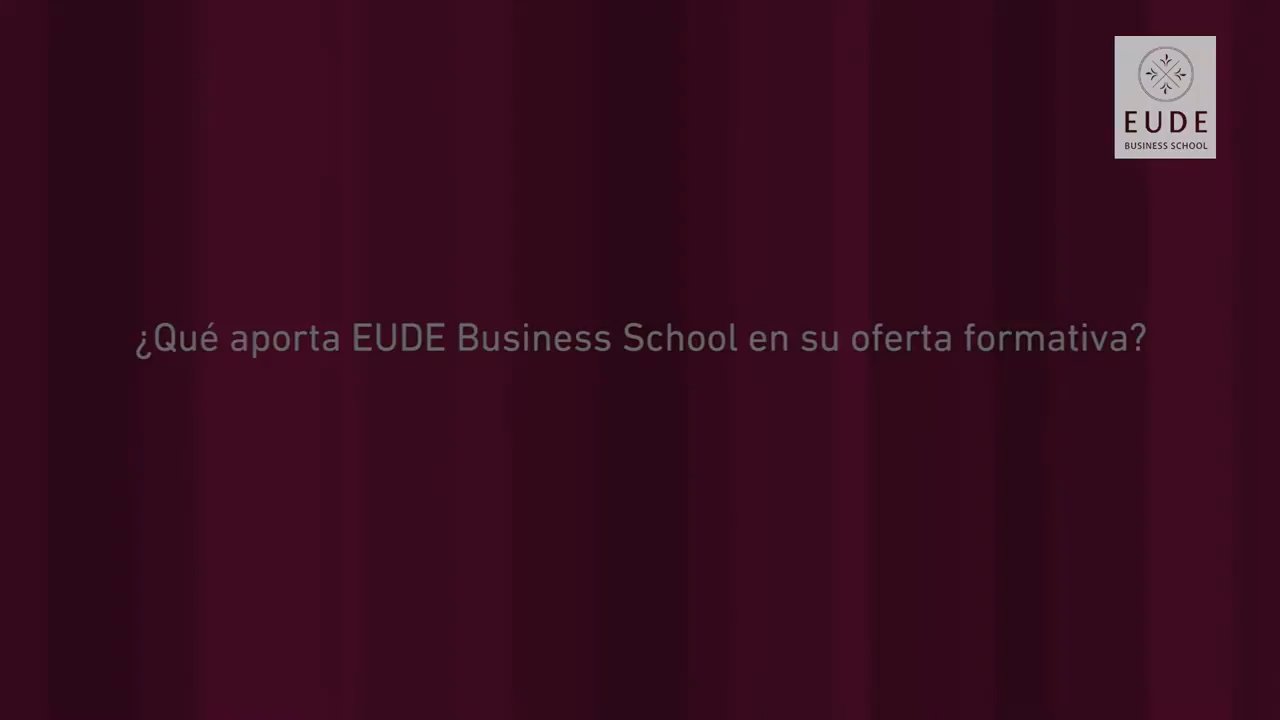 EUDE
BUSINESS SCHOOL
¿Qué aporta EUDE Business School en su oferta formativa?